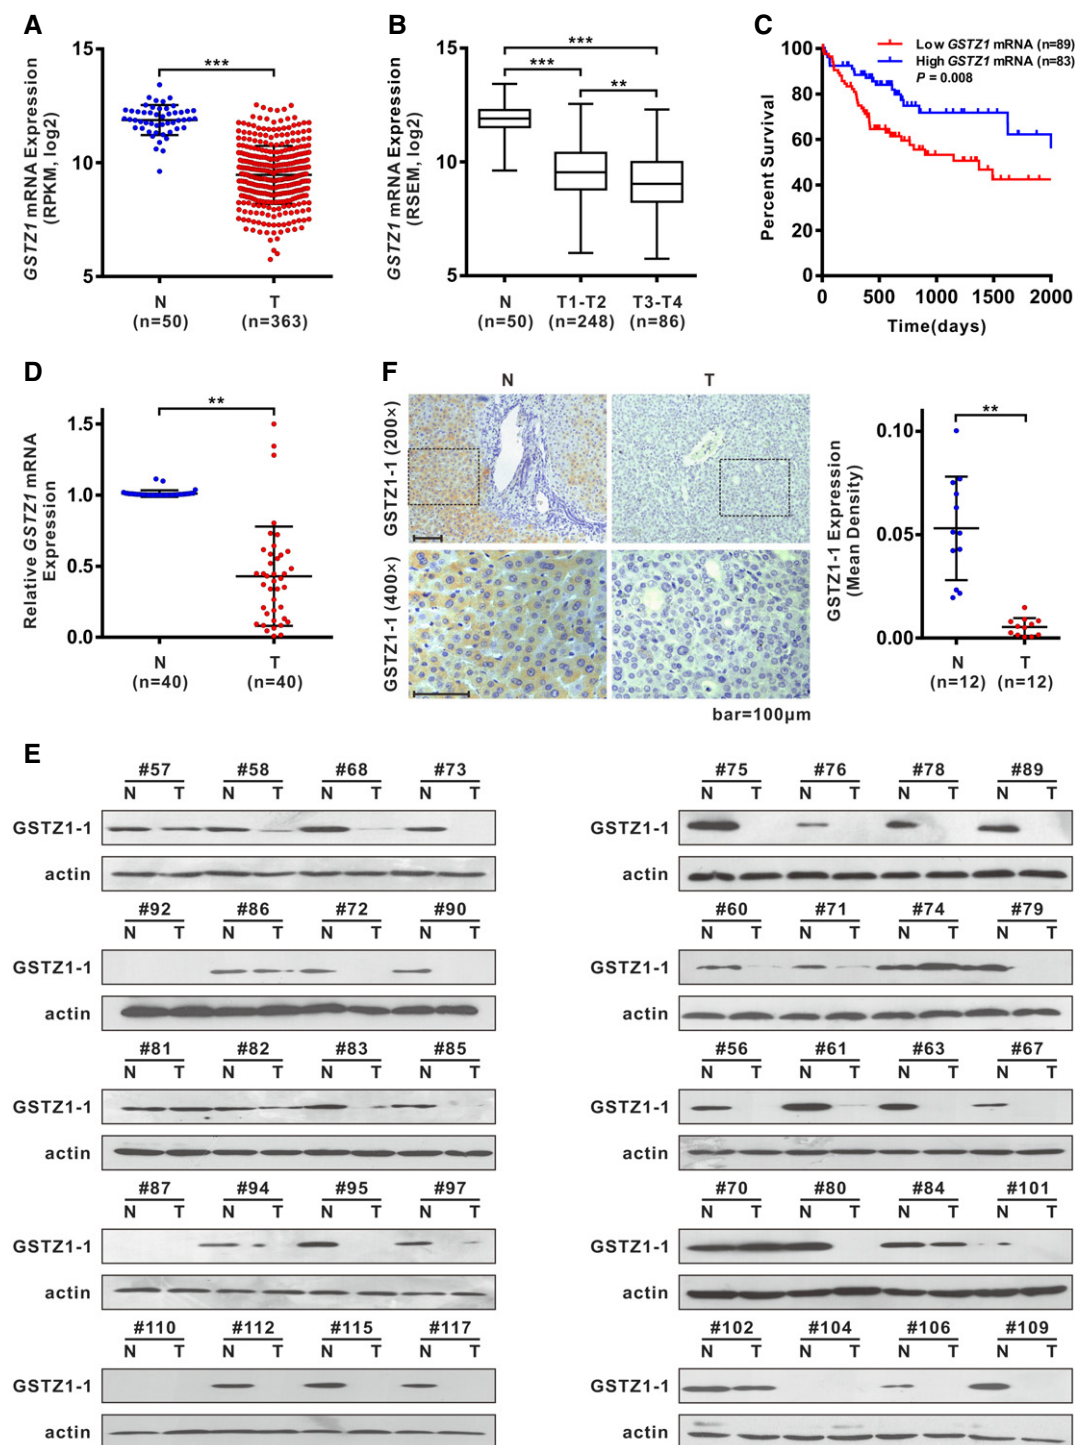 A
GSTZ1 mRNA Expression
(RPKM, log2)
15
10
5
***
N
(n=50)
T
(n=363)
B
GSTZ1 mRNA Expression
(RSEM, log2)
15
10
5
***
***
**
N
(n=50)
T1-T2
(n=248)
T3-T4
(n=86)
C
Percent Survival
100
80
60
40
20
0
Low GSTZ1 mRNA (n=89)
High GSTZ1 mRNA (n=83)
P = 0.008
0 500 1000 1500 2000
Time(days)
D
Relative GSTZ1 mRNA
Expression
1.5
1.0
0.5
0.0
**
N
(n=40)
T
(n=40)
F
N T
GSTZ1-1 (200×)
GSTZ1-1 (400×)
bar=100μm
GSTZ1-1 Expression
(Mean Density)
0.10
0.05
0.00
**
N T
(n=12) (n=12)
E
#57 #58 #68 #73
N T N T N T N T
GSTZ1-1
actin
#92 #86 #72 #90
N T N T N T N T
GSTZ1-1
actin
#81 #82 #83 #85
N T N T N T N T
GSTZ1-1
actin
#87 #94 #95 #97
N T N T N T N T
GSTZ1-1
actin
#110 #112 #115 #117
N T N T N T N T
GSTZ1-1
actin
#75 #76 #78 #89
N T N T N T N T
GSTZ1-1
actin
#60 #71 #74 #79
N T N T N T N T
GSTZ1-1
actin
#56 #61 #63 #67
N T N T N T N T
GSTZ1-1
actin
#70 #80 #84 #101
N T N T N T N T
GSTZ1-1
actin
#102 #104 #106 #109
N T N T N T N T
GSTZ1-1
actin